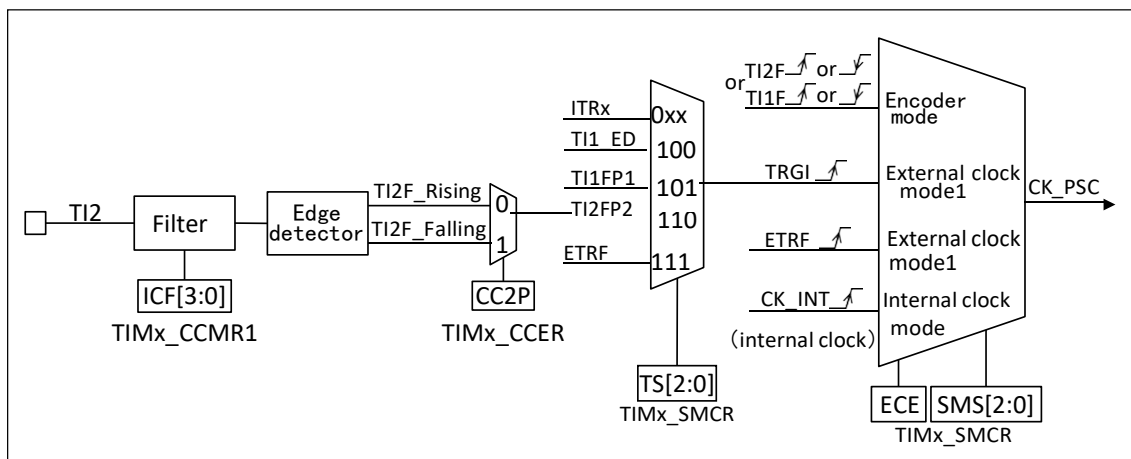 TI2
Filter
ICF[3:0]
TIMx_CCMR1
Edge
detector
TI2F_Rising
TI2F_Falling
0
1
CC2P
TIMx_CCER
ITRx
TI1_ED
TI1FP1
TI2FP2
ETRF
0xx
100
101
110
111
TS[2:0]
TIMx_SMCR
TI2F or
or TI1F or
TRGI
ETRF
CK_INT
(internal clock)
Encoder
mode
External clock
mode1
External clock
mode1
Internal clock
mode
CK_PSC
ECE
SMS[2:0]
TIMx_SMCR